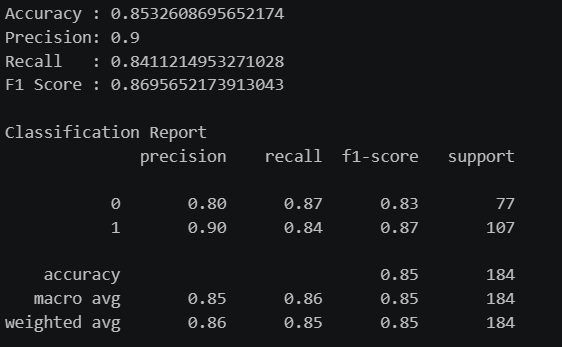 Accuracy : 0.8532608695652174
Precision: 0.9
Recall   : 0.8411214953271028
F1 Score : 0.8695652173913043

Classification Report
              precision    recall  f1-score   support

           0       0.80      0.87      0.83        77
           1       0.90      0.84      0.87       107

    accuracy                           0.85       184
   macro avg       0.85      0.86      0.85       184
weighted avg       0.86      0.85      0.85       184